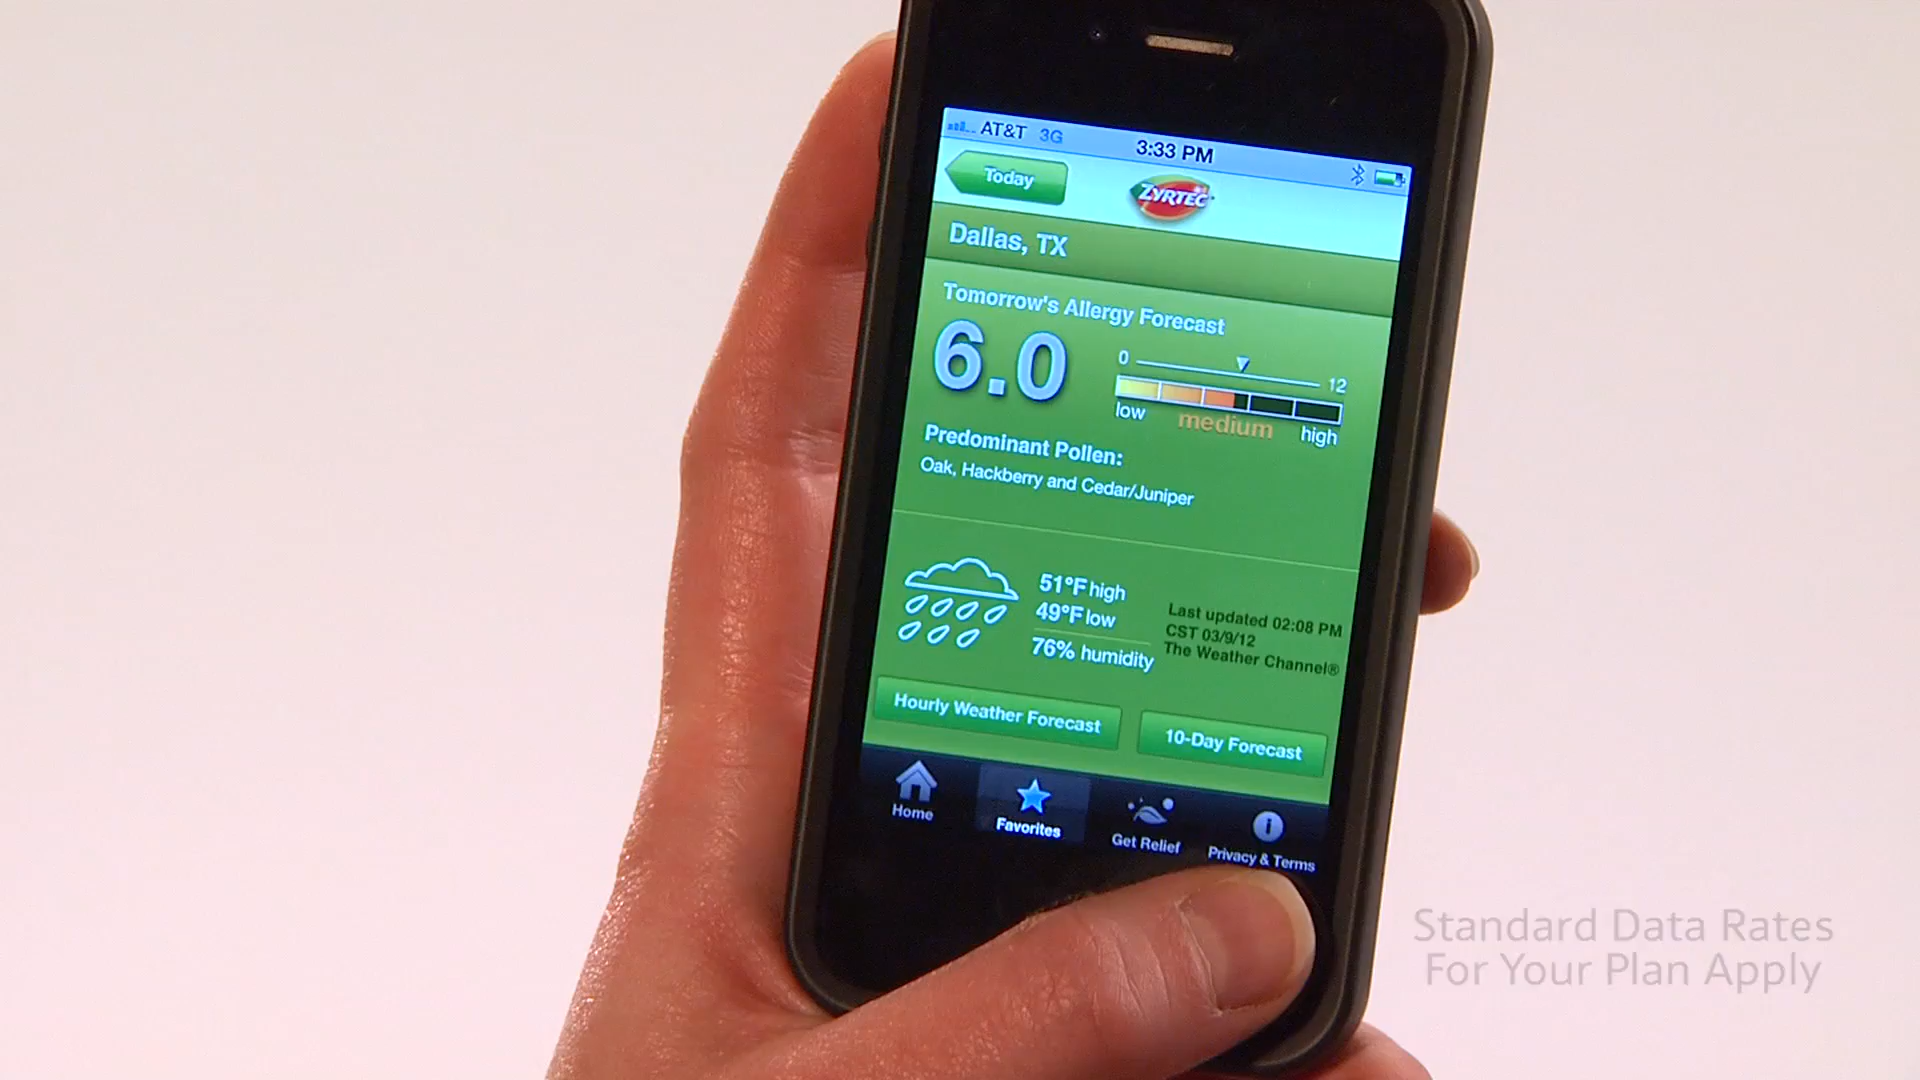 AT&T 3G 3:33 PM
Today
ZYRTEC
Dallas, TX
Tomorrow's Allergy Forecast
6.0
0 12
low medium high
Predominant Pollen:
Oak, Hackberry and Cedar/Juniper
51°F high
49°F low
76% humidity
Last updated 02:08 PM
CST 03/9/12
The Weather Channel®
Hourly Weather Forecast
10-Day Forecast
Home
Favorites
Get Relief
Privacy & Terms
Standard Data Rates
For Your Plan Apply